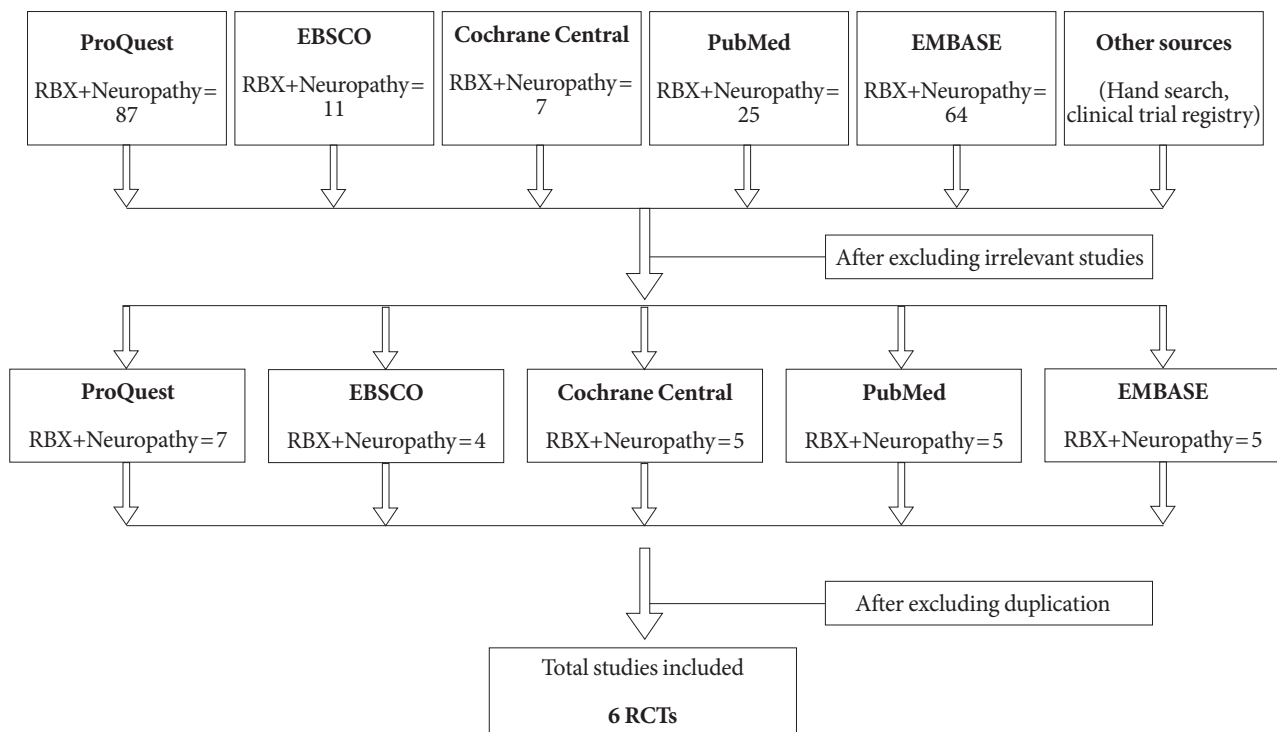 ProQuest
RBX+Neuropathy=
87
EBSCO
RBX+Neuropathy=
11
Cochrane Central
RBX+Neuropathy=
7
PubMed
RBX+Neuropathy=
25
EMBASE
RBX+Neuropathy=
64
Other sources
(Hand search,
clinical trial registry)
After excluding irrelevant studies
ProQuest
RBX+Neuropathy=7
EBSCO
RBX+Neuropathy=4
Cochrane Central
RBX+Neuropathy=5
PubMed
RBX+Neuropathy=5
EMBASE
RBX+Neuropathy=5
After excluding duplication
Total studies included
6 RCTs